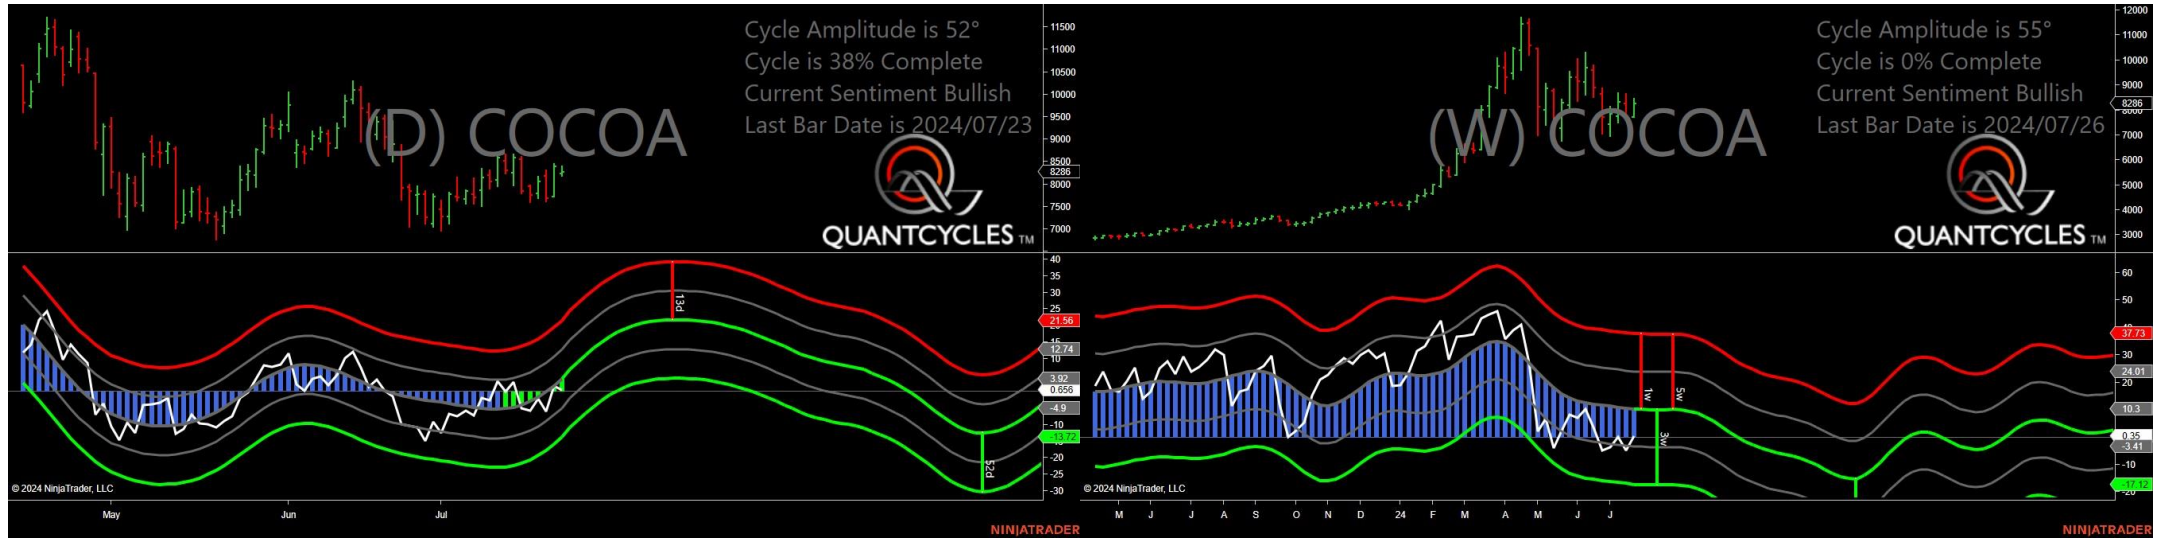 Cycle Amplitude is 52°
Cycle is 38% Complete
Current Sentiment Bullish
Last Bar Date is 2024/07/23
(D) COCOA
QUANTCYCLES TM
11500
11000
10500
10000
9500
9000
8500
8286
8000
7500
7000
40
35
30
25
21.56
12.74
10
3.92
0.656
-4.9
-10
-13.72
-20
-25
-30
13d
52d
© 2024 NinjaTrader, LLC
May Jun Jul
NINJATRADER
Cycle Amplitude is 55°
Cycle is 0% Complete
Current Sentiment Bullish
Last Bar Date is 2024/07/26
(W) COCOA
QUANTCYCLES TM
12000
11000
10000
9000
8286
7000
6000
5000
4000
3000
60
50
37.73
30
24.01
20
10.3
0.35
-3.41
-10
-17.12
1w
5w
3w
© 2024 NinjaTrader, LLC
M J J A S O N D 24 F M A M J J
NINJATRADER